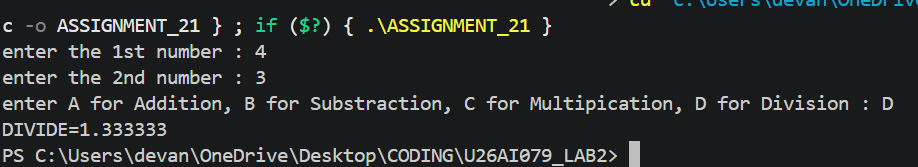 > cd "c:\Users\devan\OneDrive
c -o ASSIGNMENT_21 } ; if ($?) { .\ASSIGNMENT_21 }
enter the 1st number : 4
enter the 2nd number : 3
enter A for Addition, B for Substraction, C for Multipication, D for Division : D
DIVIDE=1.333333
PS C:\Users\devan\OneDrive\Desktop\CODING\U26AI079_LAB2>